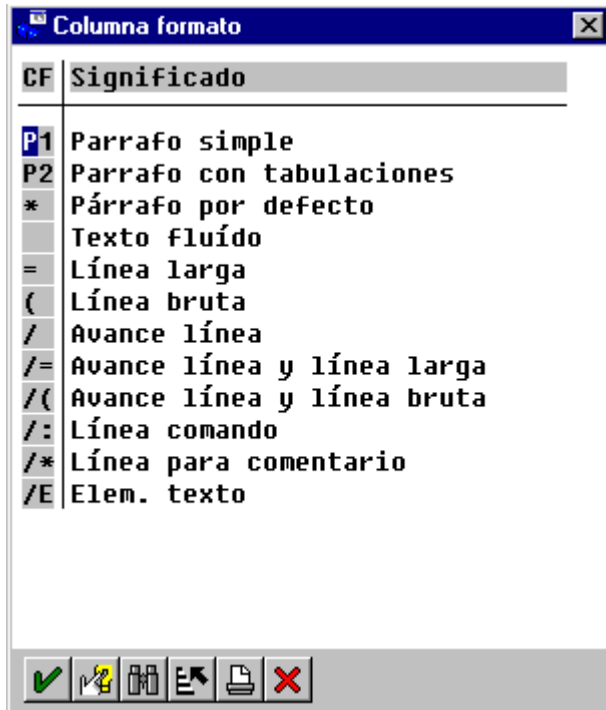 Columna formato
CF Significado
P1 Parrafo simple
P2 Parrafo con tabulaciones
* Párrafo por defecto
Texto fluído
= Línea larga
( Línea bruta
/ Avance línea
/= Avance línea y línea larga
/( Avance línea y línea bruta
/: Línea comando
/* Línea para comentario
/E Elem. texto